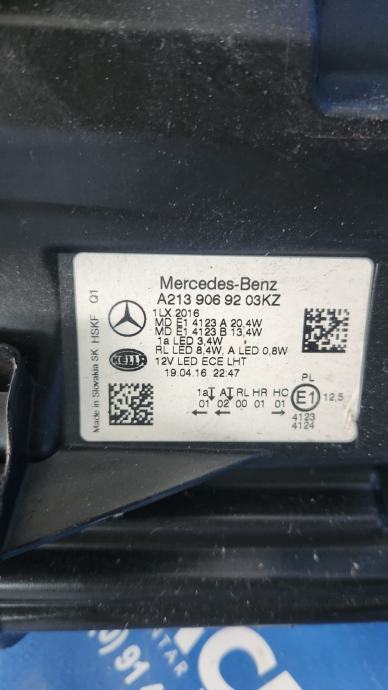 Mercedes-Benz
A213 906 92 03KZ
1LX 2016
MD E1 4123 A 20,4W
MD E1 4123 B 13,4W
1a LED 3,4W
RL LED 8,4W, A LED 0,8W
12V LED ECE LHT
19.04.16 22:47
HELLA
Made in Slovakia SK HSKF Q1
1a A RL HR HC
01 02 00 01 01
PL
E1 12,5
4123
4124
91